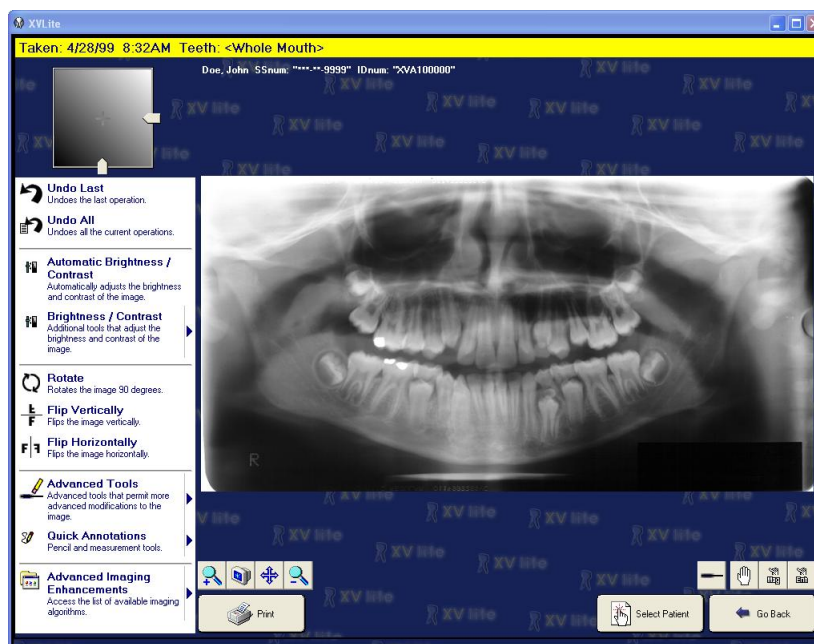 XVLite
Taken: 4/28/99 8:32AM Teeth: <Whole Mouth>
Doe, John SSnum: "***-**-9999" IDnum: "XVA100000"
Undo Last
Undoes the last operation.
Undo All
Undoes all the current operations.
Automatic Brightness /
Contrast
Automatically adjusts the brightness
and contrast of the image.
Brightness / Contrast
Additional tools that adjust the
brightness and contrast of the
image.
Rotate
Rotates the image 90 degrees.
Flip Vertically
Flips the image vertically.
Flip Horizontally
Flips the image horizontally.
Advanced Tools
Advanced tools that permit more
advanced modifications to the
image.
Quick Annotations
Pencil and measurement tools.
Advanced Imaging
Enhancements
Access the list of available imaging
algorithms.
R
XV lite
Print
Select Patient
Go Back